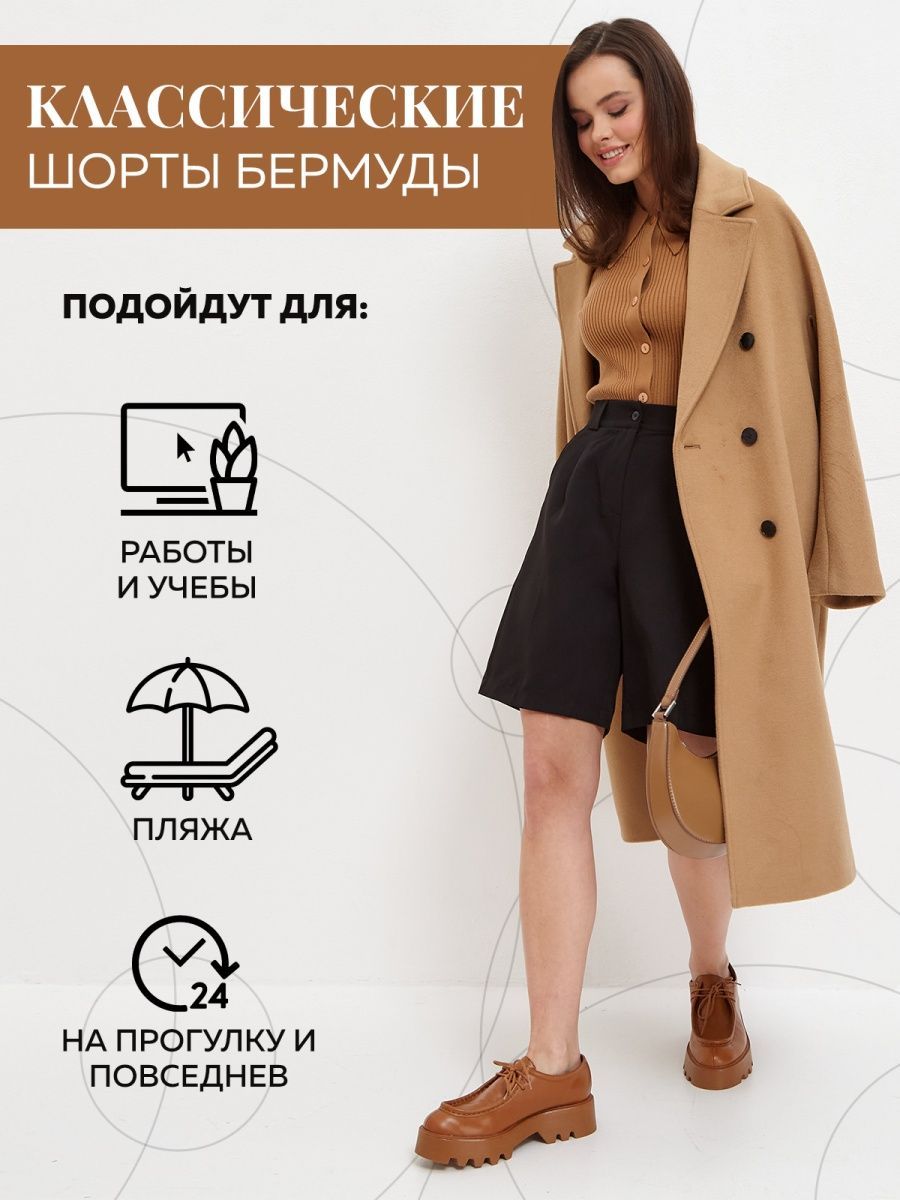 КЛАССИЧЕСКИЕ
ШОРТЫ БЕРМУДЫ
ПОДОЙДУТ ДЛЯ:
РАБОТЫ
И УЧЕБЫ
ПЛЯЖА
24
НА ПРОГУЛКУ И
ПОВСЕДНЕВ